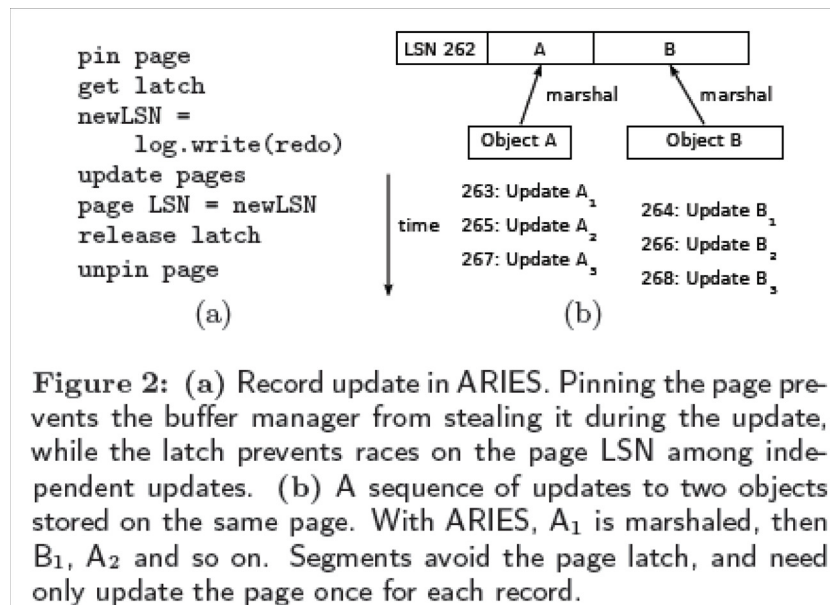 pin page
get latch
newLSN =
log.write(redo)
update pages
page LSN = newLSN
release latch
unpin page
(a)
LSN 262 A B
marshal marshal
Object A Object B
time
263: Update A₁
264: Update B₁
265: Update A₂
266: Update B₂
267: Update A₃
268: Update B₃
(b)
Figure 2: (a) Record update in ARIES. Pinning the page pre-
vents the buffer manager from stealing it during the update,
while the latch prevents races on the page LSN among inde-
pendent updates. (b) A sequence of updates to two objects
stored on the same page. With ARIES, A₁ is marshaled, then
B₁, A₂ and so on. Segments avoid the page latch, and need
only update the page once for each record.